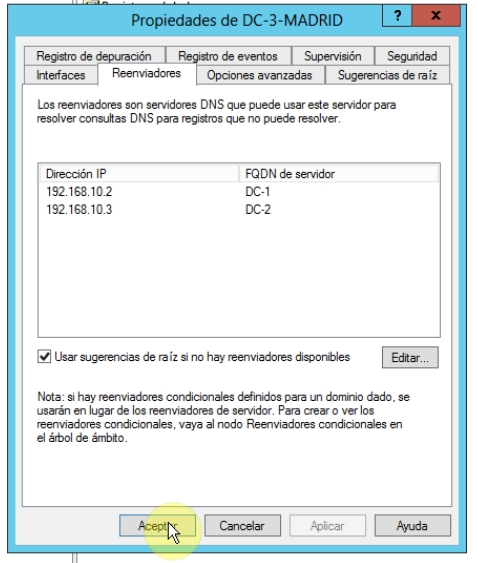 Propiedades de DC-3-MADRID
?
x
Registro de depuración Registro de eventos Supervisión Seguridad
Interfaces Reenviadores Opciones avanzadas Sugerencias de raíz
Los reenviadores son servidores DNS que puede usar este servidor para
resolver consultas DNS para registros que no puede resolver.
Dirección IP FQDN de servidor
192.168.10.2 DC-1
192.168.10.3 DC-2
Usar sugerencias de raíz si no hay reenviadores disponibles Editar...
Nota: si hay reenviadores condicionales definidos para un dominio dado, se
usarán en lugar de los reenviadores de servidor. Para crear o ver los
reenviadores condicionales, vaya al nodo Reenviadores condicionales en
el árbol de ámbito.
Aceptar Cancelar Aplicar Ayuda